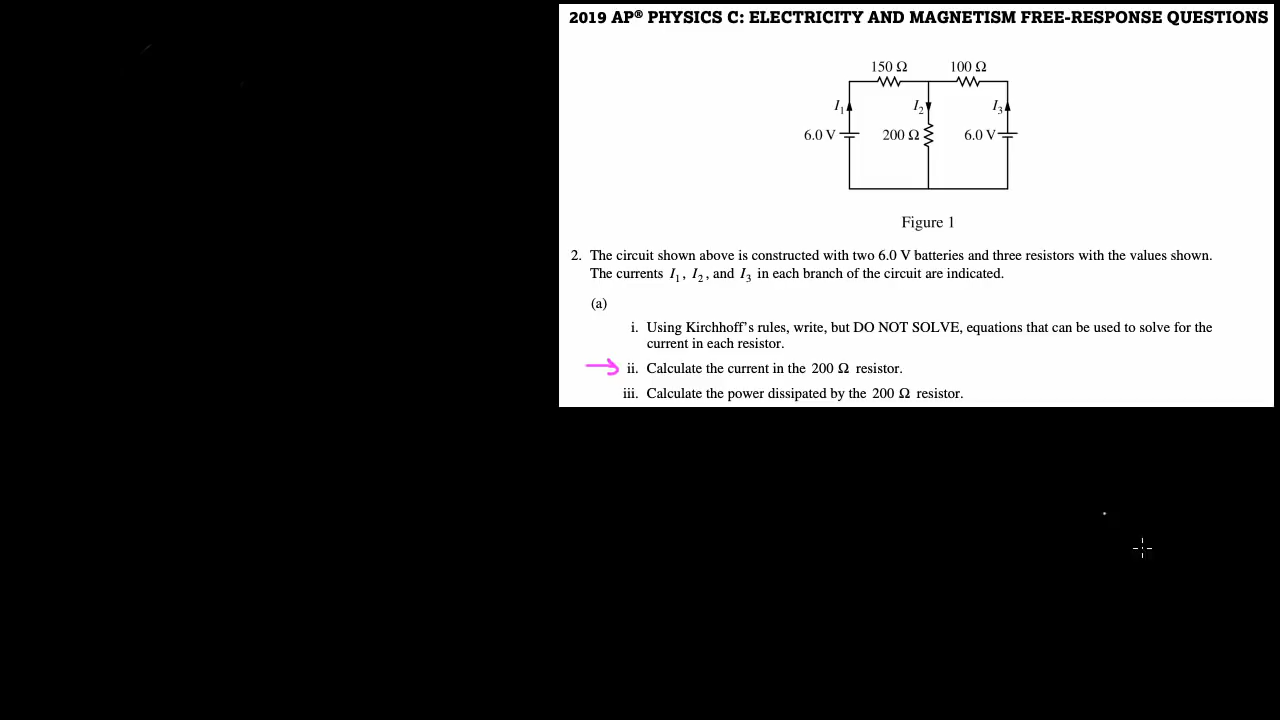 2019 AP® PHYSICS C: ELECTRICITY AND MAGNETISM FREE-RESPONSE QUESTIONS
150 Ω 100 Ω
I₁ I₂ I₃
6.0 V 200 Ω 6.0 V
Figure 1
2. The circuit shown above is constructed with two 6.0 V batteries and three resistors with the values shown.
The currents I₁, I₂, and I₃ in each branch of the circuit are indicated.
(a)
i. Using Kirchhoff's rules, write, but DO NOT SOLVE, equations that can be used to solve for the
current in each resistor.
ii. Calculate the current in the 200 Ω resistor.
iii. Calculate the power dissipated by the 200 Ω resistor.